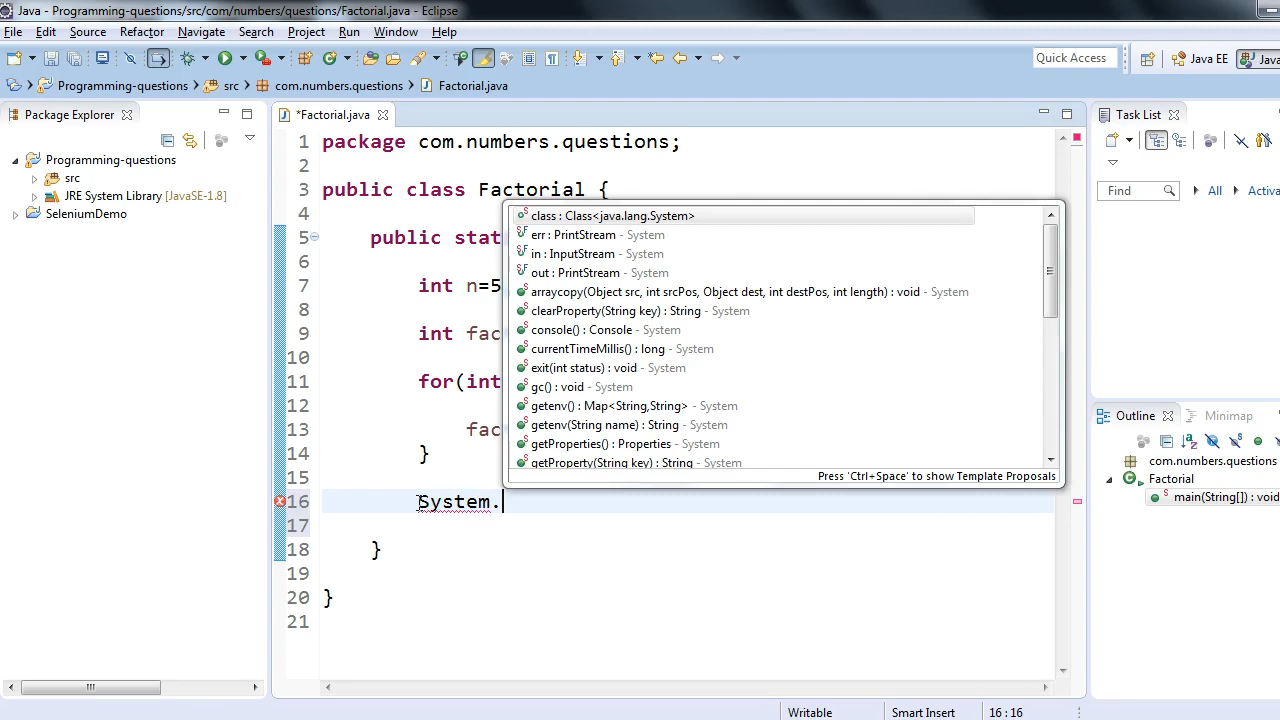 Java - Programming-questions/src/com/numbers/questions/Factorial.java - Eclipse
File Edit Source Refactor Navigate Search Project Run Window Help
Quick Access
Java EE
Java
Programming-questions src com.numbers.questions Factorial.java
Package Explorer
*Factorial.java
Task List
Programming-questions
src
JRE System Library [JavaSE-1.8]
SeleniumDemo
Find All Activa
1 package com.numbers.questions;
2
3 public class Factorial {
4
5 public stat
6
7 int n=5
8
9 int fac
10
11 for(int
12
13 fac
14 }
15
16 System.
17
18 }
19
20 }
21
class : Class<java.lang.System>
err : PrintStream - System
in : InputStream - System
out : PrintStream - System
arraycopy(Object src, int srcPos, Object dest, int destPos, int length) : void - System
clearProperty(String key) : String - System
console() : Console - System
currentTimeMillis() : long - System
exit(int status) : void - System
gc() : void - System
getenv() : Map<String,String> - System
getenv(String name) : String - System
getProperties() : Properties - System
getProperty(String key) : String - System
Press 'Ctrl+Space' to show Template Proposals
Outline Minimap
com.numbers.questions
Factorial
main(String[]) : void
Writable Smart Insert 16 : 16